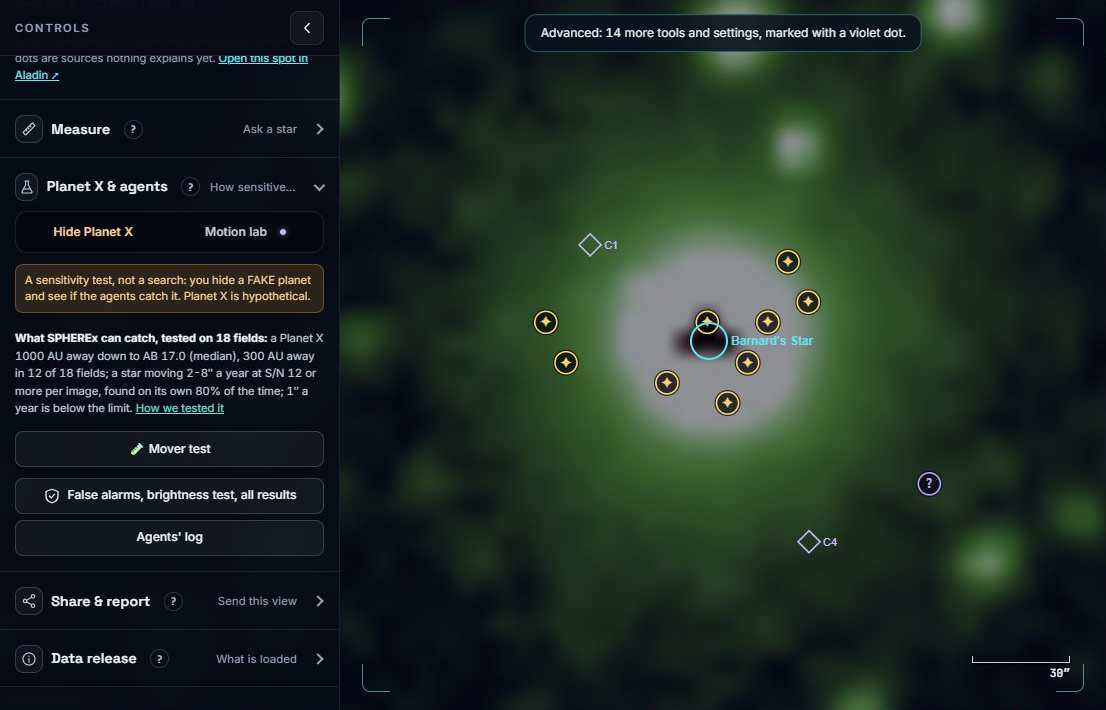 CONTROLS
dots are sources nothing explains yet. Open this spot in
Aladin ↗
Measure ? Ask a star
Planet X & agents ? How sensitive...
Hide Planet X Motion lab
A sensitivity test, not a search: you hide a FAKE planet
and see if the agents catch it. Planet X is hypothetical.
What SPHEREx can catch, tested on 18 fields: a Planet X
1000 AU away down to AB 17.0 (median), 300 AU away
in 12 of 18 fields; a star moving 2-8″ a year at S/N 12 or
more per image, found on its own 80% of the time; 1″ a
year is below the limit. How we tested it
Mover test
False alarms, brightness test, all results
Agents' log
Share & report ? Send this view
Data release ? What is loaded
Advanced: 14 more tools and settings, marked with a violet dot.
C1
Barnard's Star
?
C4
30″